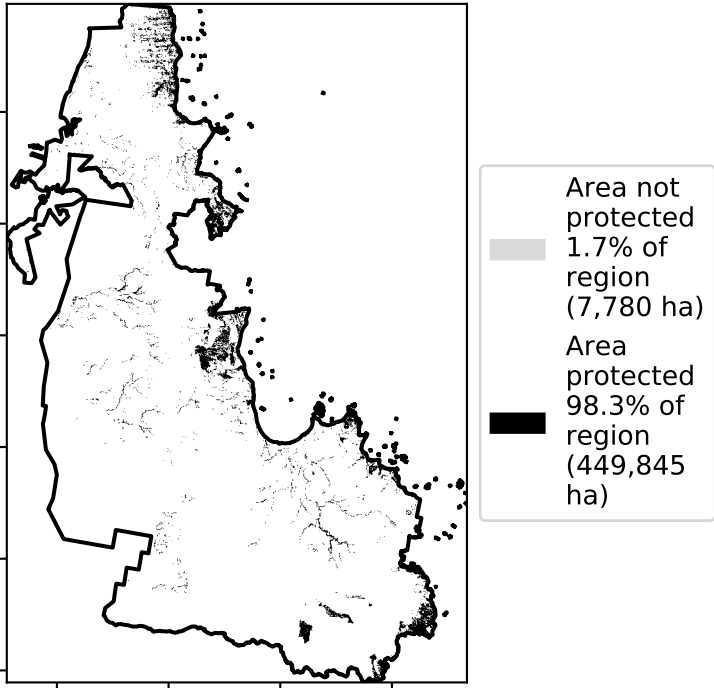 Area not
protected
1.7% of
region
(7,780 ha)
Area
protected
98.3% of
region
(449,845
ha)